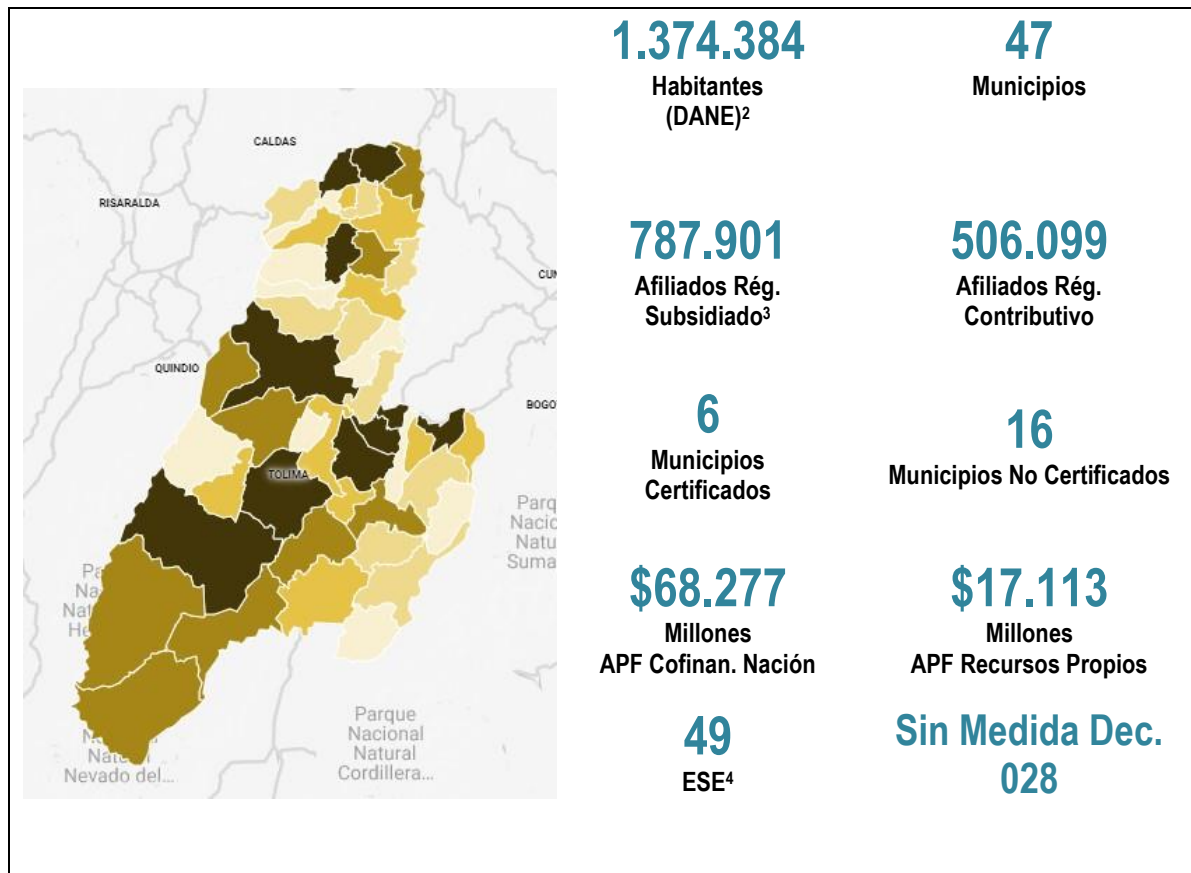 1.374.384
Habitantes
(DANE)²
47
Municipios
787.901
Afiliados Rég.
Subsidiado³
506.099
Afiliados Rég.
Contributivo
6
Municipios
Certificados
16
Municipios No Certificados
$68.277
Millones
APF Cofinan. Nación
$17.113
Millones
APF Recursos Propios
49
ESE⁴
Sin Medida Dec.
028
CALDAS
RISARALDA
QUINDIO
TOLIMA
Parque
Nacional
Natural
Cordillera...
Nevado del...